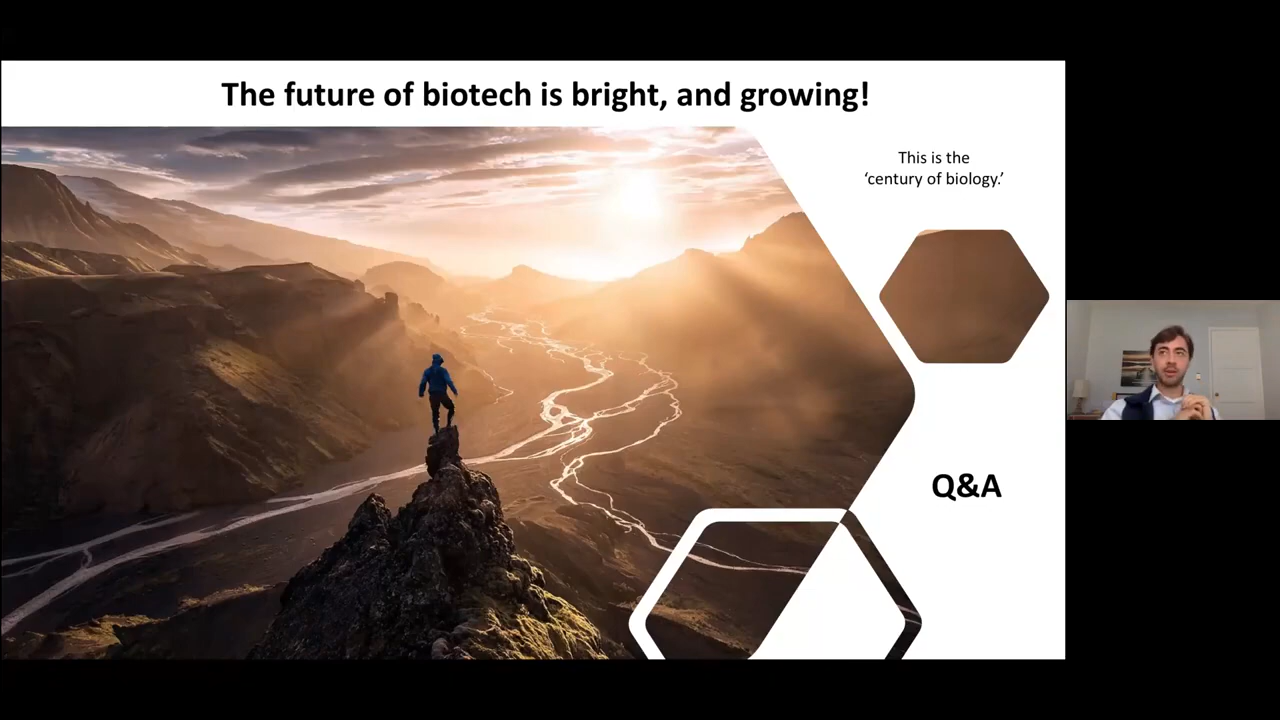 The future of biotech is bright, and growing!
This is the
‘century of biology.’
Q&A